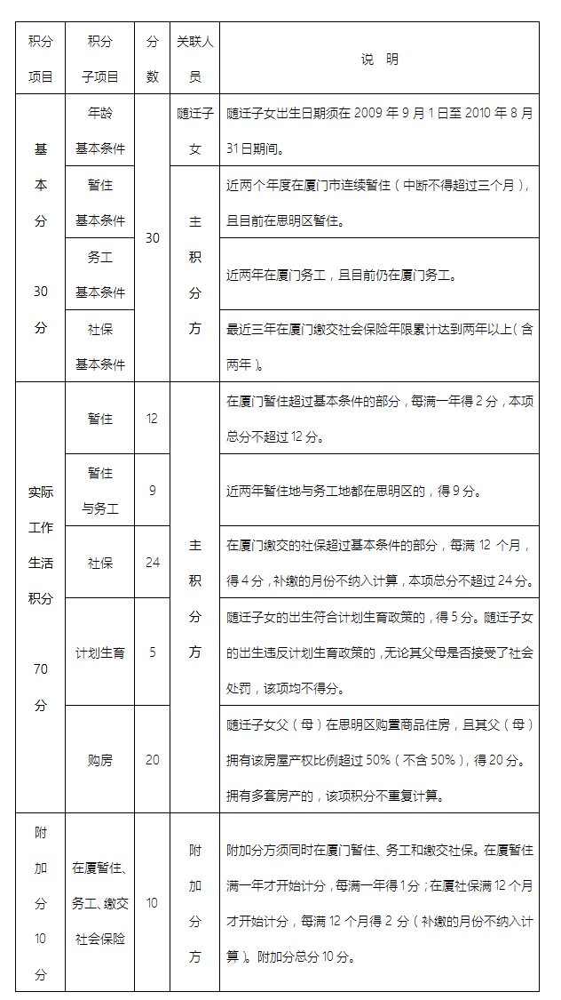 积分
项目
积分
子项目
分
数
关联人
员
说 明
基
本
分
30
分
年龄
基本条件
30
随迁子
女
随迁子女出生日期须在 2009 年 9 月 1 日至 2010 年 8 月
31 日期间。
暂住
基本条件
主
积
分
方
近两个年度在厦门市连续暂住（中断不得超过三个月），
且目前在思明区暂住。
务工
基本条件
近两年在厦门务工，且目前仍在厦门务工。
社保
基本条件
最近三年在厦门缴交社会保险年限累计达到两年以上（含
两年）。
实际
工作
生活
积分
70
分
暂住
12
主
积
分
方
在厦门暂住超过基本条件的部分，每满一年得 2 分，本项
总分不超过 12 分。
暂住
与务工
9
近两年暂住地与务工地都在思明区的，得 9 分。
社保
24
在厦门缴交的社保超过基本条件的部分，每满 12 个月，
得 4 分，补缴的月份不纳入计算，本项总分不超过 24 分。
计划生育
5
随迁子女的出生符合计划生育政策的，得 5 分。随迁子女
的出生违反计划生育政策的，无论其父母是否接受了社会
处罚，该项均不得分。
购房
20
随迁子女父（母）在思明区购置商品住房，且其父（母）
拥有该房屋产权比例超过 50%（不含 50%），得 20 分。
拥有多套房产的，该项积分不重复计算。
附
加
分
10
分
在厦暂住、
务工、缴交
社会保险
10
附
加
分
方
附加分方须同时在厦门暂住、务工和缴交社保。在厦暂住
满一年才开始计分，每满一年得 1 分；在厦社保满 12 个月
才开始计分，每满 12 个月得 2 分（补缴的月份不纳入计
算）。附加分总分 10 分。